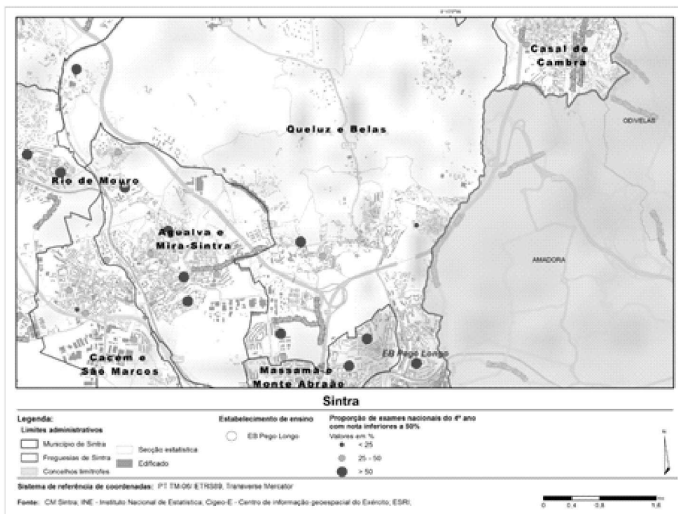 Casal de
Cambra
ODIVELAS
Queluz e Belas
Rio de Mouro
Agualva e
Mira-Sintra
AMADORA
EB Pego Longo
Cacem e
São Marcos
Massamá e
Monte Abraão
Sintra
Legenda:
Limites administrativos
Município de Sintra
Freguesias de Sintra
Concelhos limítrofes
Secção estatística
Edificado
Estabelecimento de ensino
EB Pego Longo
Proporção de exames nacionais do 4º ano
com nota inferiores a 50%
Valores em %
< 25
25 - 50
> 50
N
Sistema de referência de coordenadas: PT TM-06/ ETRS89, Transverse Mercator
Fonte: CM Sintra; INE - Instituto Nacional de Estatística; Cigeo-E - Centro de informação geoespacial do Exército; ESRI;
0 0,4 0,8 1,6